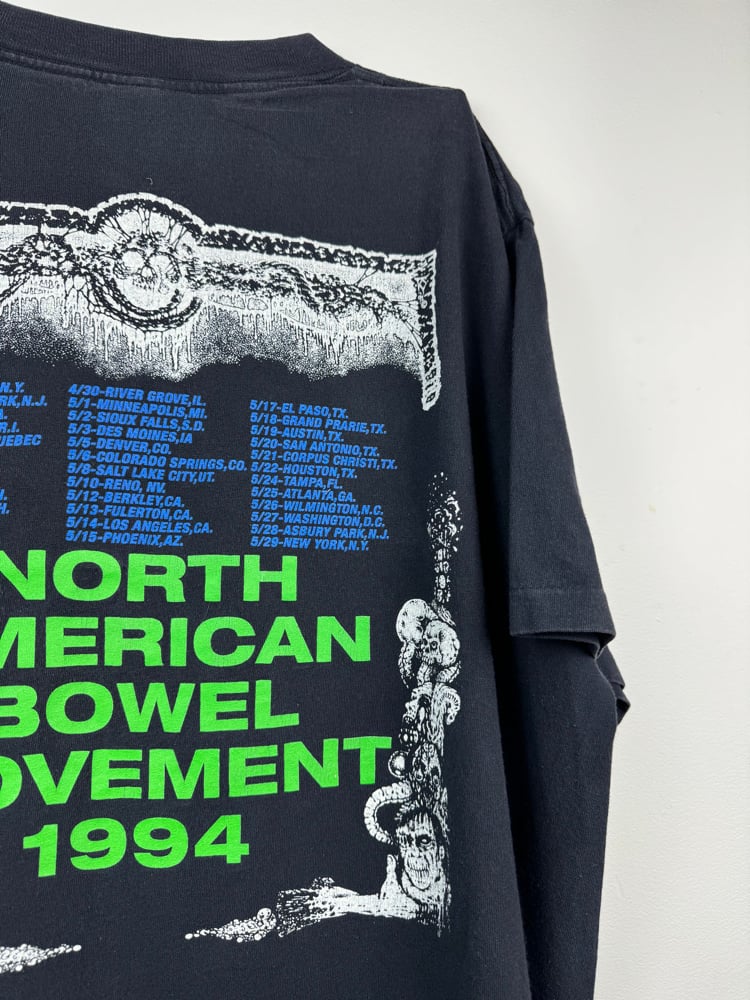 N.Y.
RK,N.J.
A.
R.I.
QUEBEC
N.
H.
4/30-RIVER GROVE,IL.
5/1-MINNEAPOLIS,MI.
5/2-SIOUX FALLS,S.D.
5/3-DES MOINES,IA
5/5-DENVER,CO.
5/6-COLORADO SPRINGS,CO.
5/8-SALT LAKE CITY,UT.
5/10-RENO, NV.
5/12-BERKLEY,CA.
5/13-FULERTON,CA.
5/14-LOS ANGELES,CA.
5/15-PHOENIX,AZ.
5/17-EL PASO,TX.
5/18-GRAND PRARIE,TX.
5/19-AUSTIN,TX.
5/20-SAN ANTONIO,TX.
5/21-CORPUS CHRISTI,TX.
5/22-HOUSTON,TX.
5/24-TAMPA,FL.
5/25-ATLANTA,GA.
5/26-WILMINGTON,N.C.
5/27-WASHINGTON,D.C.
5/28-ASBURY PARK,N.J.
5/29-NEW YORK,N.Y.
NORTH
MERICAN
BOWEL
OVEMENT
1994